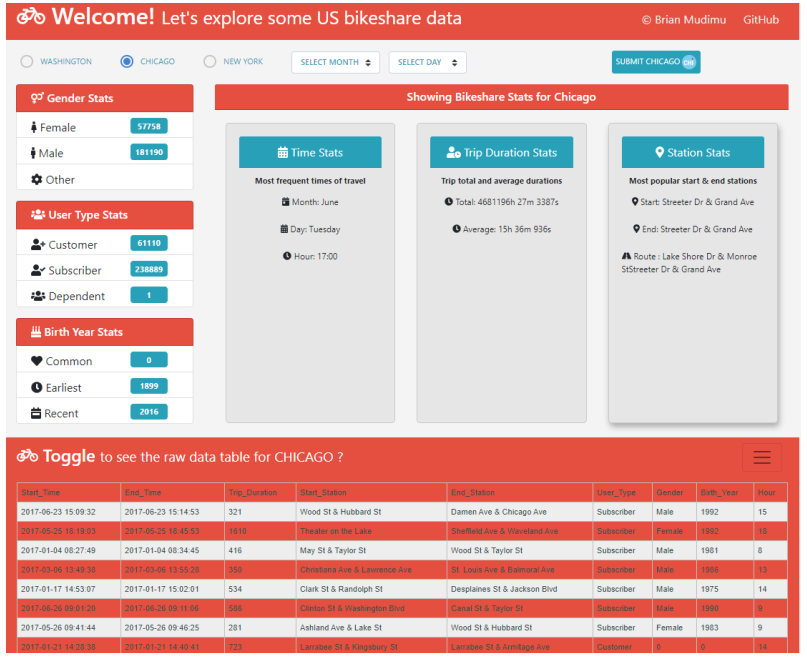 Welcome! Let's explore some US bikeshare data
© Brian Mudimu GitHub
WASHINGTON CHICAGO NEW YORK SELECT MONTH SELECT DAY SUBMIT CHICAGO
Gender Stats
Female 57758
Male 181190
Other
User Type Stats
Customer 61110
Subscriber 238889
Dependent 1
Birth Year Stats
Common 0
Earliest 1899
Recent 2016
Showing Bikeshare Stats for Chicago
Time Stats
Most frequent times of travel
Month: June
Day: Tuesday
Hour: 17:00
Trip Duration Stats
Trip total and average durations
Total: 4681196h 27m 3387s
Average: 15h 36m 936s
Station Stats
Most popular start & end stations
Start: Streeter Dr & Grand Ave
End: Streeter Dr & Grand Ave
Route : Lake Shore Dr & Monroe
StStreeter Dr & Grand Ave
Toggle to see the raw data table for CHICAGO ?
Start_Time End_Time Trip_Duration Start_Station End_Station User_Type Gender Birth_Year Hour
2017-06-23 15:09:32 2017-06-23 15:14:53 321 Wood St & Hubbard St Damen Ave & Chicago Ave Subscriber Male 1992 15
2017-05-25 18:19:03 2017-05-25 18:45:53 1610 Theater on the Lake Sheffield Ave & Waveland Ave Subscriber Female 1992 18
2017-01-04 08:27:49 2017-01-04 08:34:45 416 May St & Taylor St Wood St & Taylor St Subscriber Male 1981 8
2017-03-06 13:49:38 2017-03-06 13:55:28 350 Christiana Ave & Lawrence Ave St. Louis Ave & Balmoral Ave Subscriber Male 1986 13
2017-01-17 14:53:07 2017-01-17 15:02:01 534 Clark St & Randolph St Desplaines St & Jackson Blvd Subscriber Male 1975 14
2017-06-26 09:01:20 2017-06-26 09:11:06 586 Clinton St & Washington Blvd Canal St & Taylor St Subscriber Male 1990 9
2017-05-26 09:41:44 2017-05-26 09:46:25 281 Ashland Ave & Lake St Wood St & Hubbard St Subscriber Female 1983 9
2017-01-21 14:28:38 2017-01-21 14:40:41 723 Larrabee St & Kingsbury St Larrabee St & Armitage Ave Customer 0 0 14